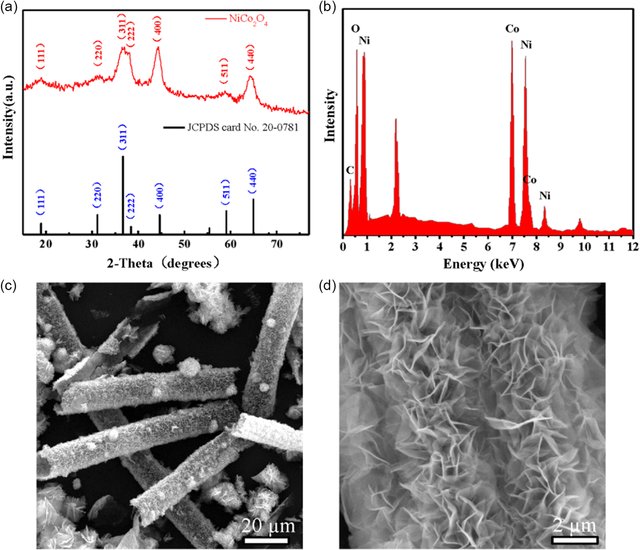 (a)
NiCo2O4
(111)
(220)
(311)
(222)
(400)
(511)
(440)
JCPDS card No. 20-0781
(111)
(220)
(311)
(222)
(400)
(511)
(440)
Intensity(a.u.)
20 30 40 50 60 70
2-Theta (degrees)
(b)
O
Ni
C
Co
Ni
Co
Ni
Intensity
0 1 2 3 4 5 6 7 8 9 10 11 12
Energy (keV)
(c)
20 μm
(d)
2 μm